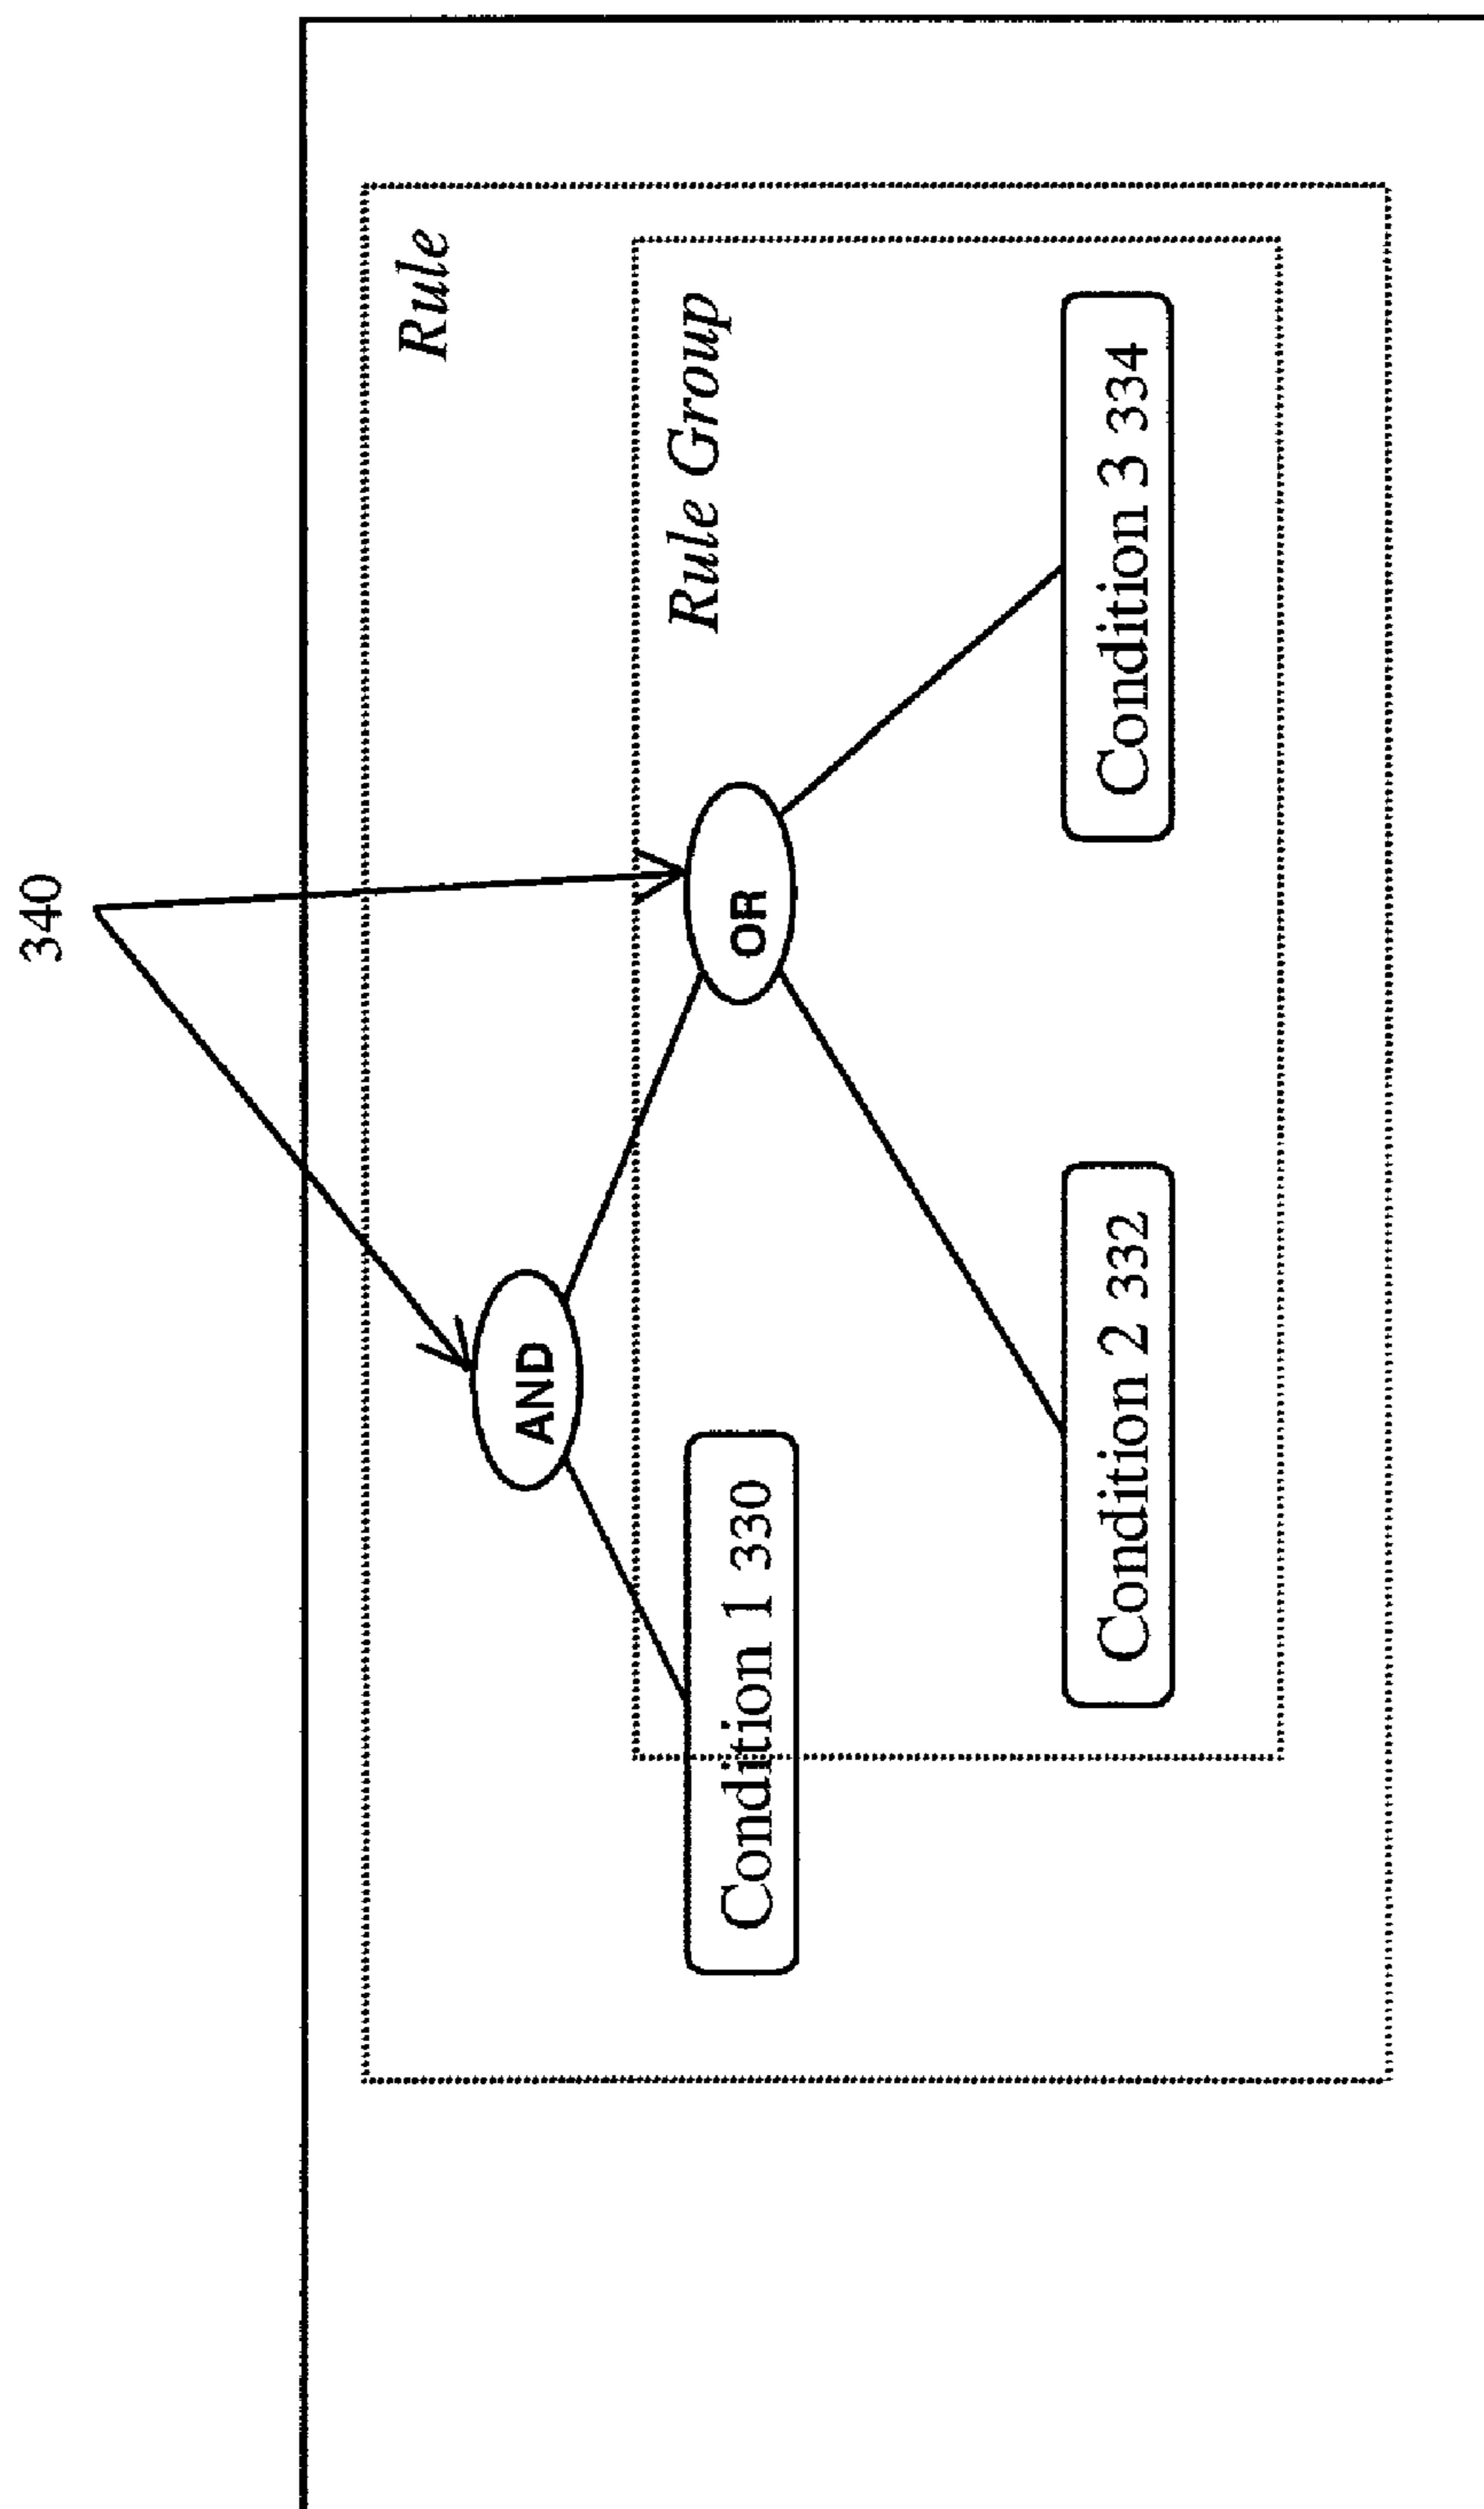 340
Rule
AND
Rule Group
OR
Condition 1 330
Condition 2 332
Condition 3 334